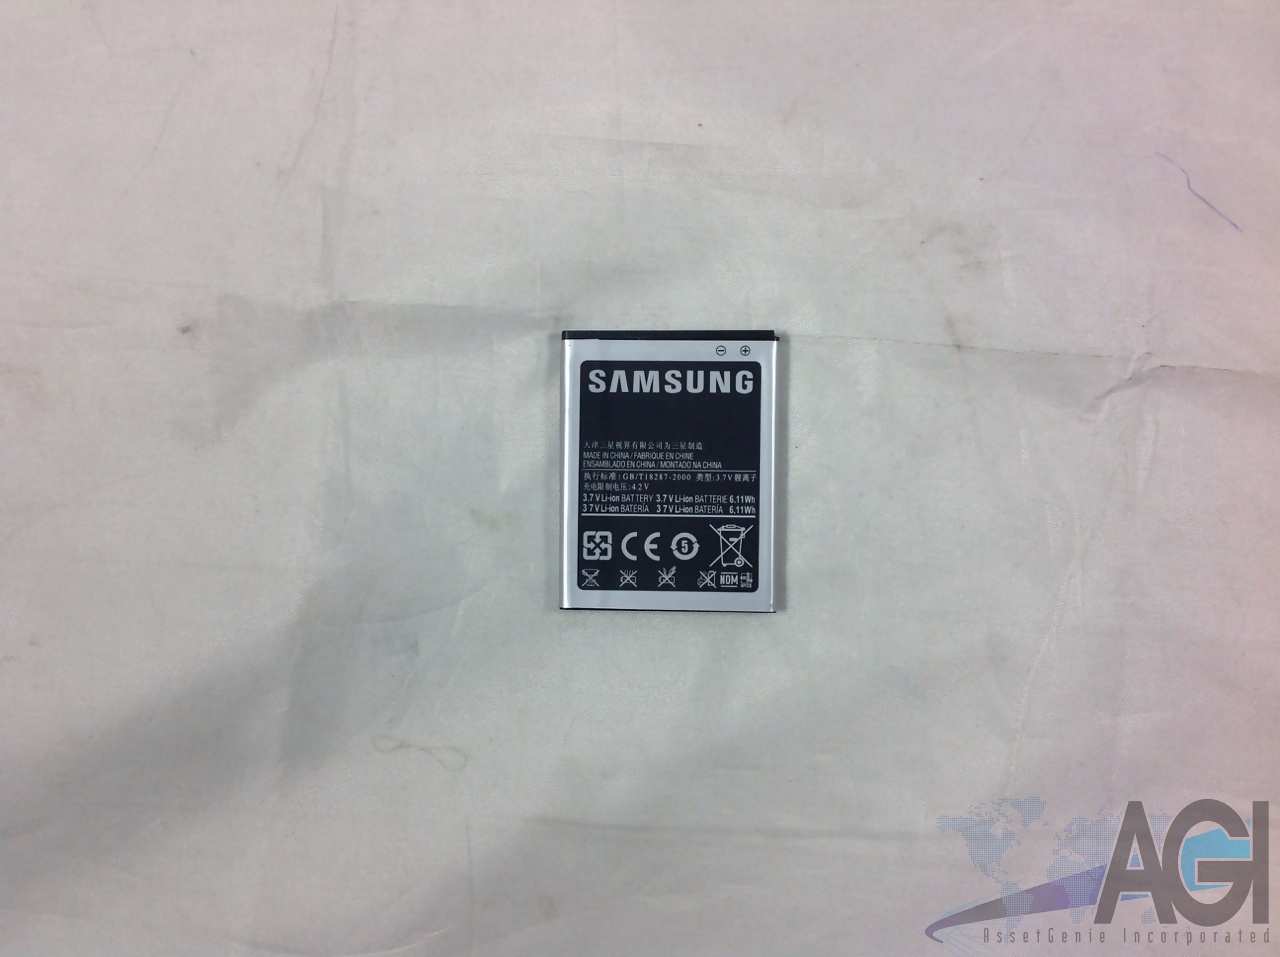 SAMSUNG
天津三星视界有限公司为三星制造
MADE IN CHINA / FABRIQUE EN CHINE
ENSAMBLADO EN CHINA / MONTADO NA CHINA
执行标准: GB/T18287-2000 类型: 3.7V 锂离子
充电限制电压: 4.2V
3.7 V Li-ion BATTERY 3.7 V Li-ion BATTERIE 6.11Wh
3 7 V Li-ion BATERÍA 3 7 V Li-ion BATERÍA 6,11Wh
CE 5
NOM
AGI
AssetGenie Incorporated